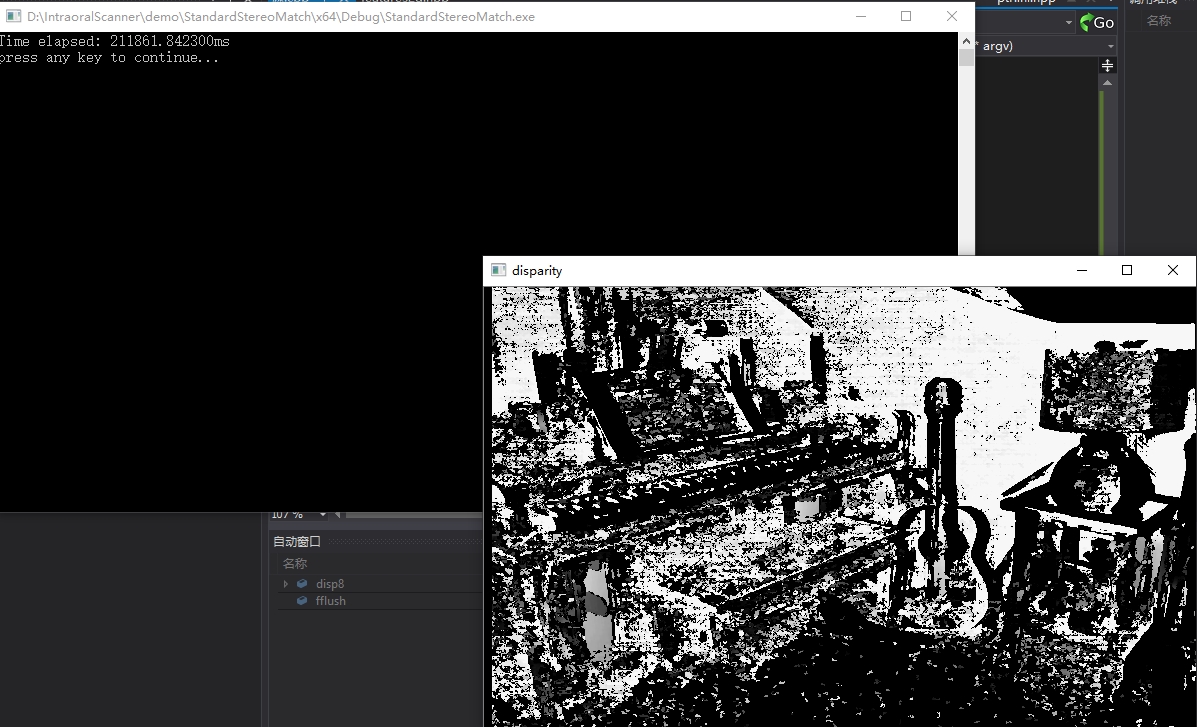 D:\IntraoralScanner\demo\StandardStereoMatch\x64\Debug\StandardStereoMatch.exe
Go
名称
Time elapsed: 211861.842300ms
* argv)
press any key to continue...
disparity
107 %
自动窗口
名称
disp8
fflush